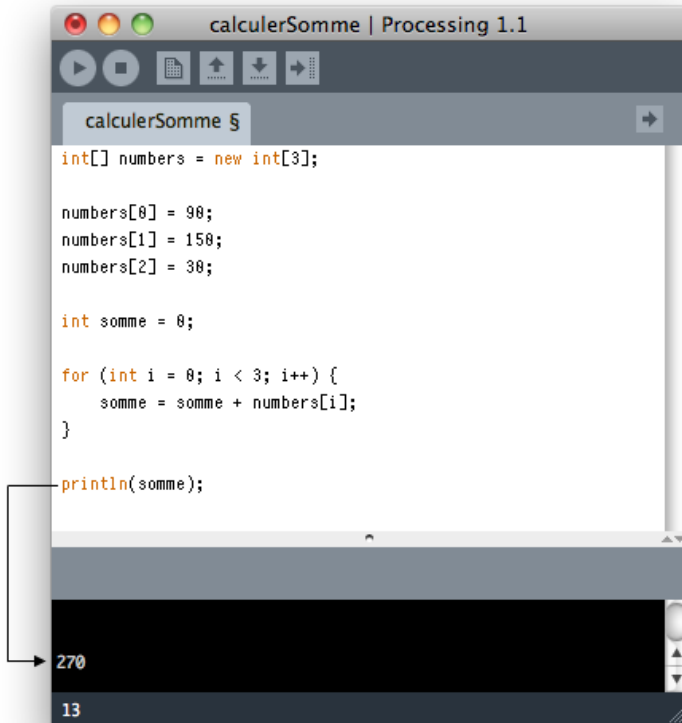 calculerSomme | Processing 1.1
calculerSomme §
int[] numbers = new int[3];
numbers[0] = 90;
numbers[1] = 150;
numbers[2] = 30;
int somme = 0;
for (int i = 0; i < 3; i++) {
    somme = somme + numbers[i];
}
println(somme);
270
13